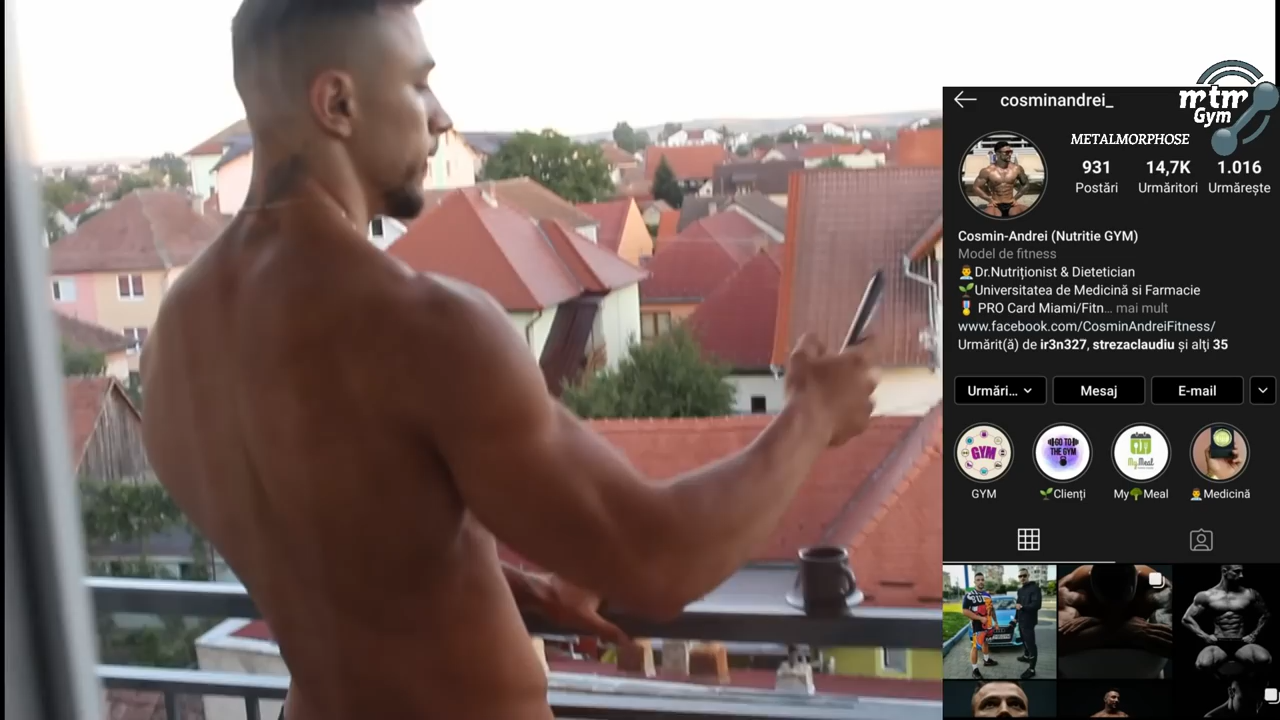 cosminandrei_
mtm
Gym
METALMORPHOSE
931 14,7K 1.016
Postări Urmăritori Urmărește
Cosmin-Andrei (Nutritie GYM)
Model de fitness
Dr.Nutriționist & Dietetician
Universitatea de Medicină si Farmacie
PRO Card Miami/Fitn... mai mult
www.facebook.com/CosminAndreiFitness/
Urmărit(ă) de ir3n327, strezaclaudiu și alţi 35
Urmări... Mesaj E-mail
GYM
GO TO
THE GYM
My Meal
GYM Clienți My Meal Medicină